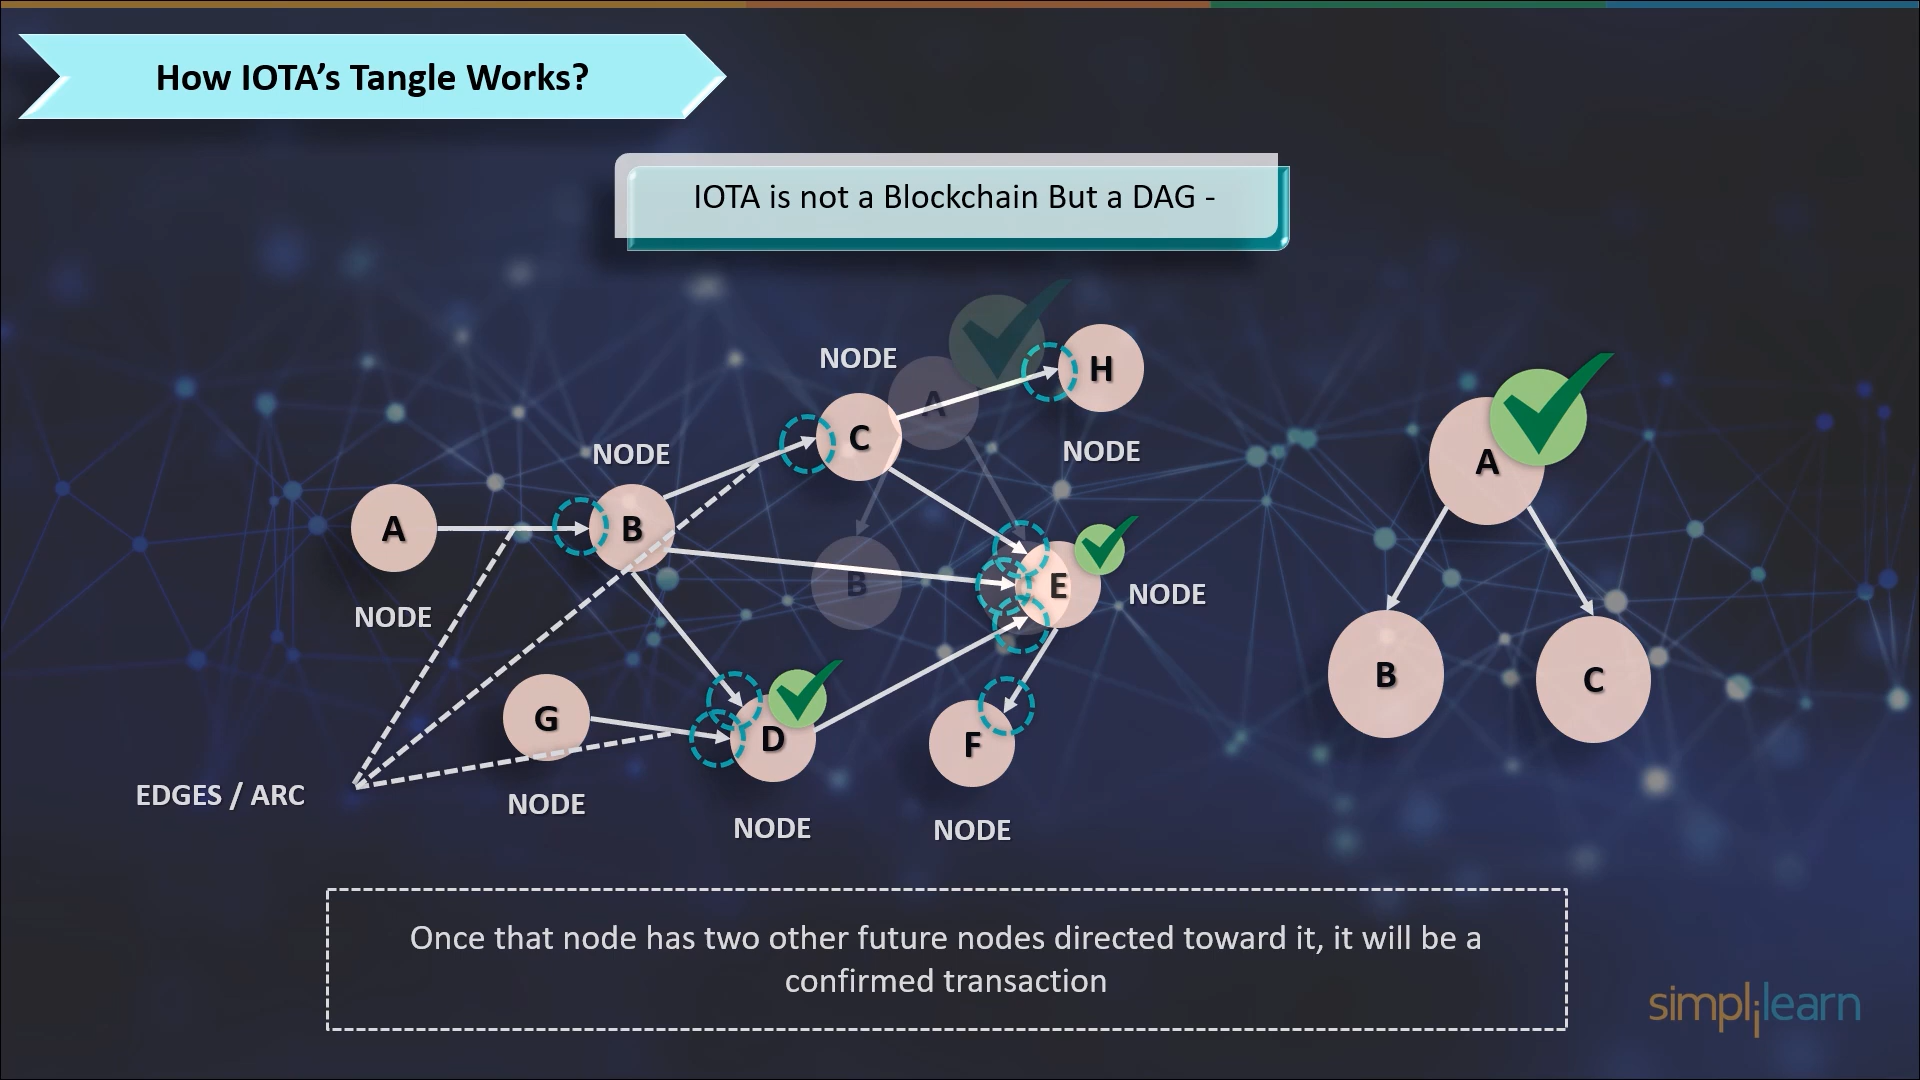 How IOTA’s Tangle Works?
IOTA is not a Blockchain But a DAG -
NODE
A
H
C
NODE
NODE
A
A
B
B
E
NODE
NODE
B
C
G
D
F
EDGES / ARC
NODE
NODE
NODE
Once that node has two other future nodes directed toward it, it will be a
confirmed transaction
simplilearn